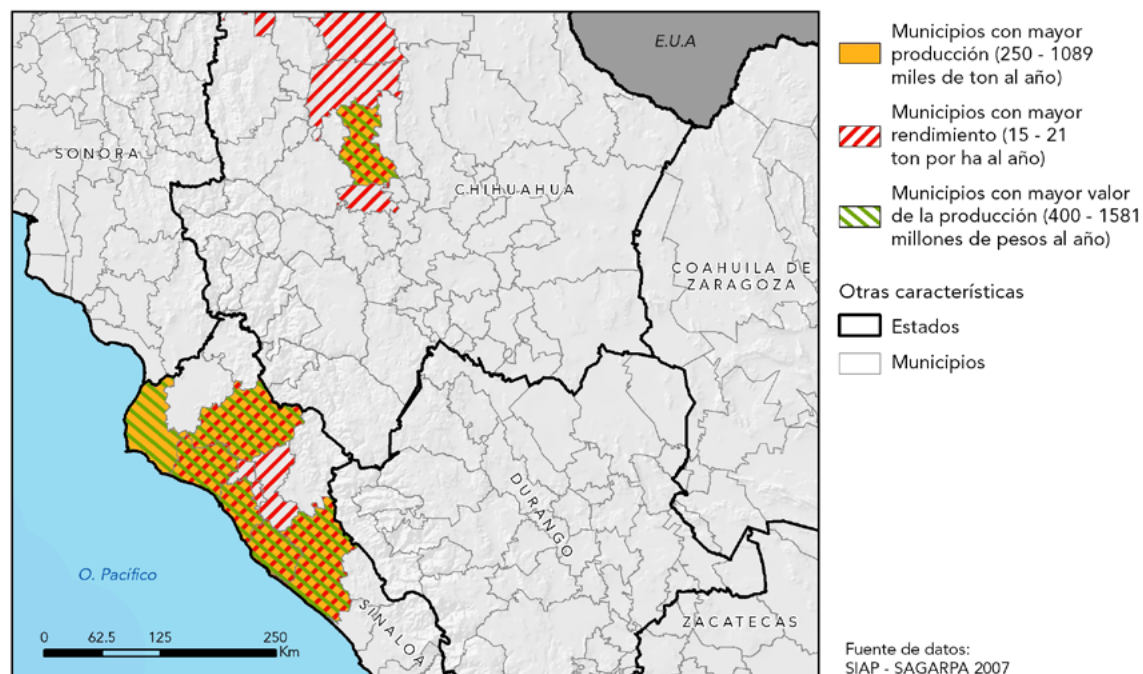 E.U.A
SONORA
CHIHUAHUA
COAHUILA DE
ZARAGOZA
DURANGO
O. Pacífico
SINALOA
ZACATECAS
0 62.5 125 250
Km
Municipios con mayor
producción (250 - 1089
miles de ton al año)
Municipios con mayor
rendimiento (15 - 21
ton por ha al año)
Municipios con mayor valor
de la producción (400 - 1581
millones de pesos al año)
Otras características
Estados
Municipios
Fuente de datos:
SIAP - SAGARPA 2007